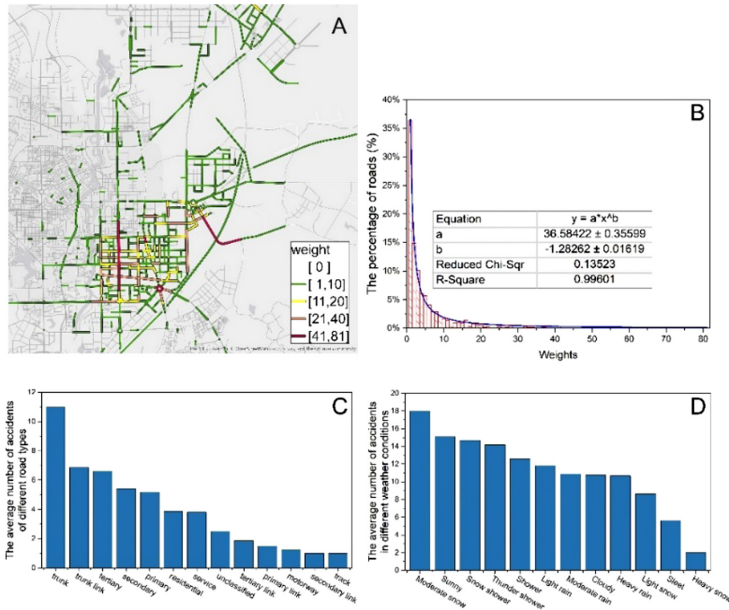 A
weight
[ 0 ]
[ 1,10]
[11,20]
[21,40]
[41,81]
B
The percentage of roads (%)
40%
35%
30%
25%
20%
15%
10%
5%
0%
Equation y = a*x^b
a 36.58422 ± 0.35599
b -1.28262 ± 0.01619
Reduced Chi-Sqr 0.13523
R-Square 0.99601
0 10 20 30 40 50 60 70 80
Weights
C
The average number of accidents
of different road types
12
10
8
6
4
2
0
trunk
trunk link
tertiary
secondary
primary
residential
service
unclassified
tertiary link
primary link
motorway
secondary link
track
D
The average number of accidents
in different weather conditions
20
18
16
14
12
10
8
6
4
2
0
Moderate snow
Sunny
Snow shower
Thunder shower
Shower
Light rain
Moderate rain
Cloudy
Heavy rain
Light snow
Sleet
Heavy snow